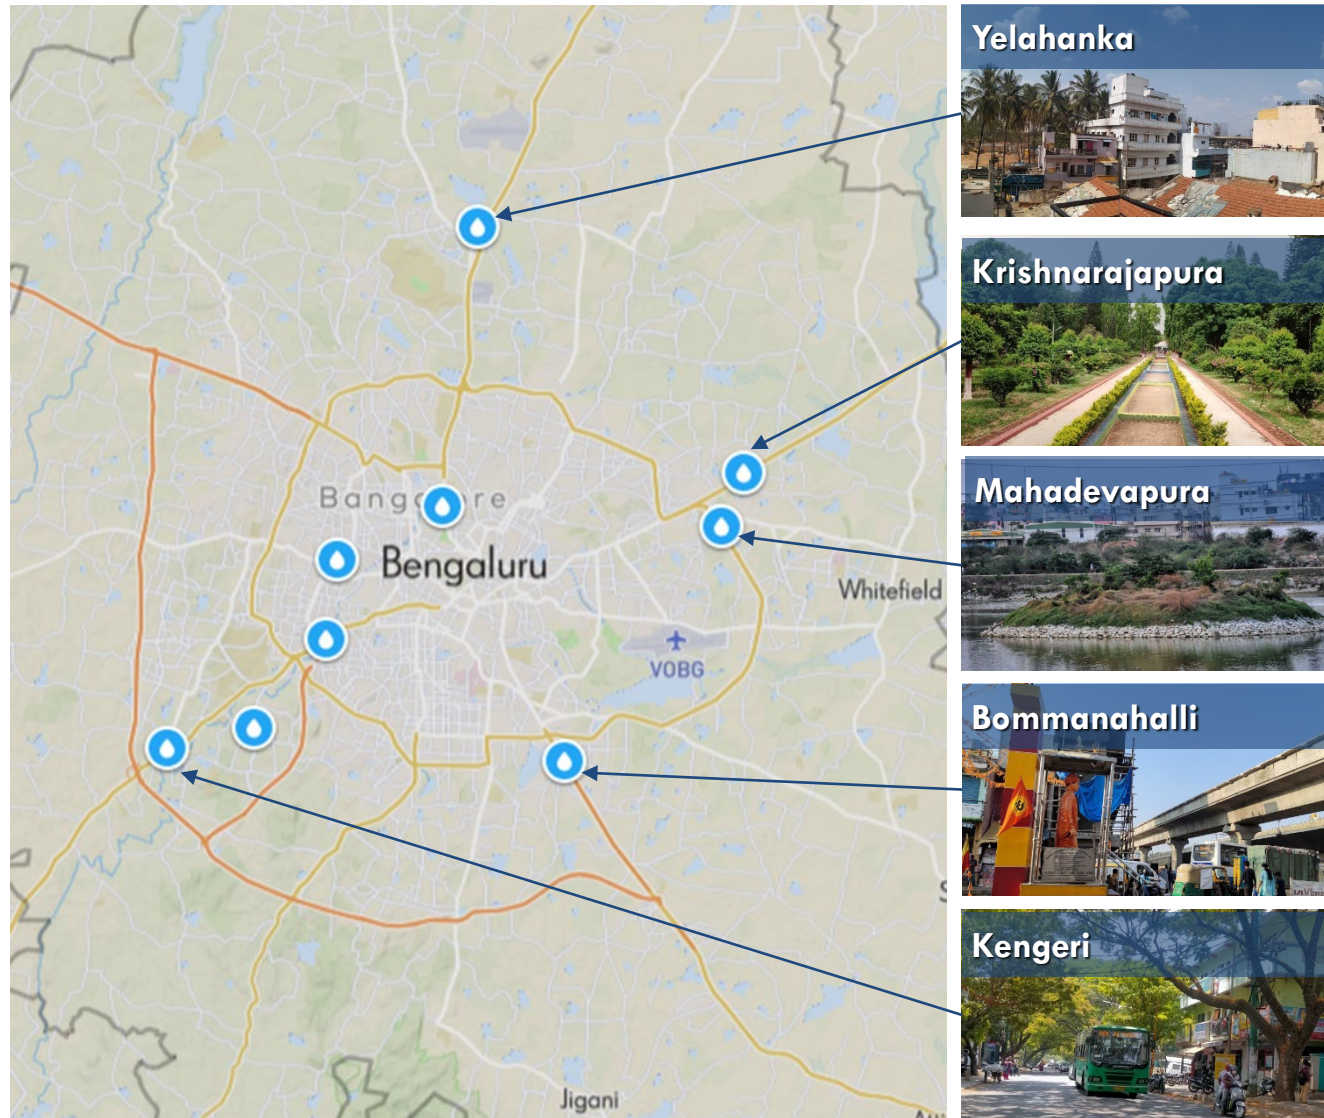 Yelahanka
Krishnarajapura
Mahadevapura
Bommanahalli
Kengeri
Bangalore
Bengaluru
Whitefield
VOBG
Jigani